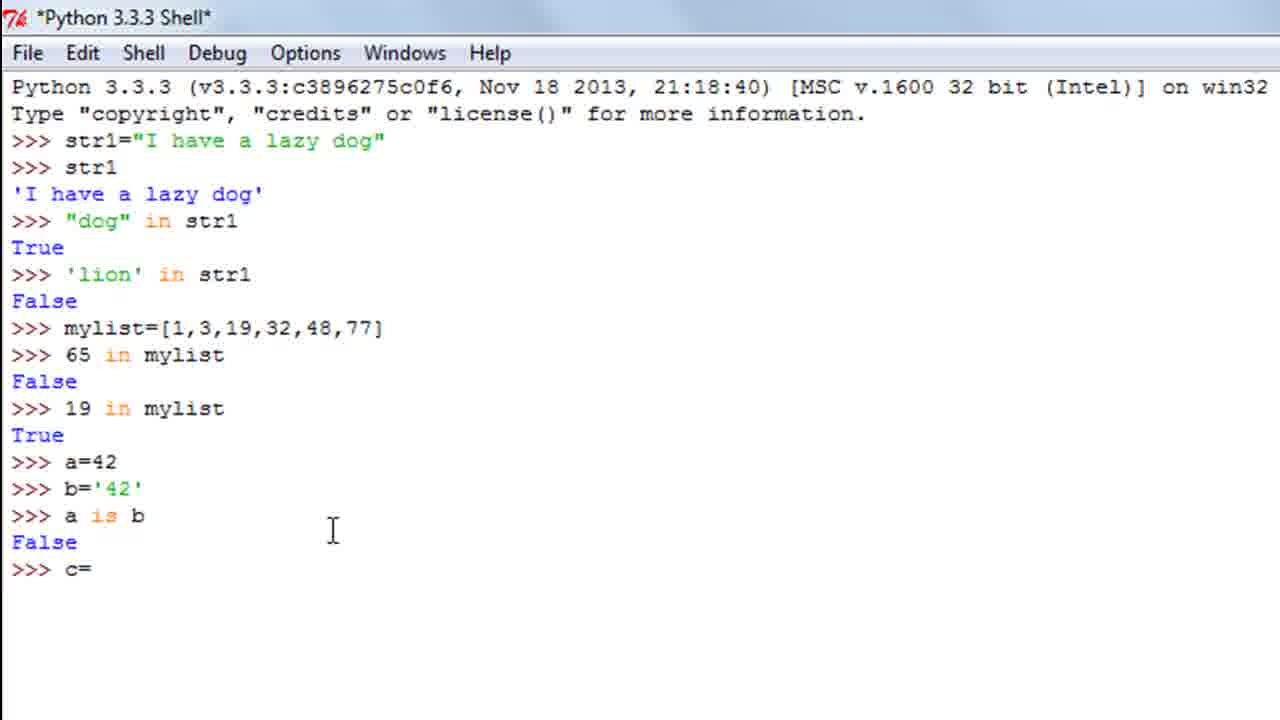 *Python 3.3.3 Shell*
File Edit Shell Debug Options Windows Help
Python 3.3.3 (v3.3.3:c3896275c0f6, Nov 18 2013, 21:18:40) [MSC v.1600 32 bit (Intel)] on win32
Type "copyright", "credits" or "license()" for more information.
>>> str1="I have a lazy dog"
>>> str1
'I have a lazy dog'
>>> "dog" in str1
True
>>> 'lion' in str1
False
>>> mylist=[1,3,19,32,48,77]
>>> 65 in mylist
False
>>> 19 in mylist
True
>>> a=42
>>> b='42'
>>> a is b
False
>>> c=